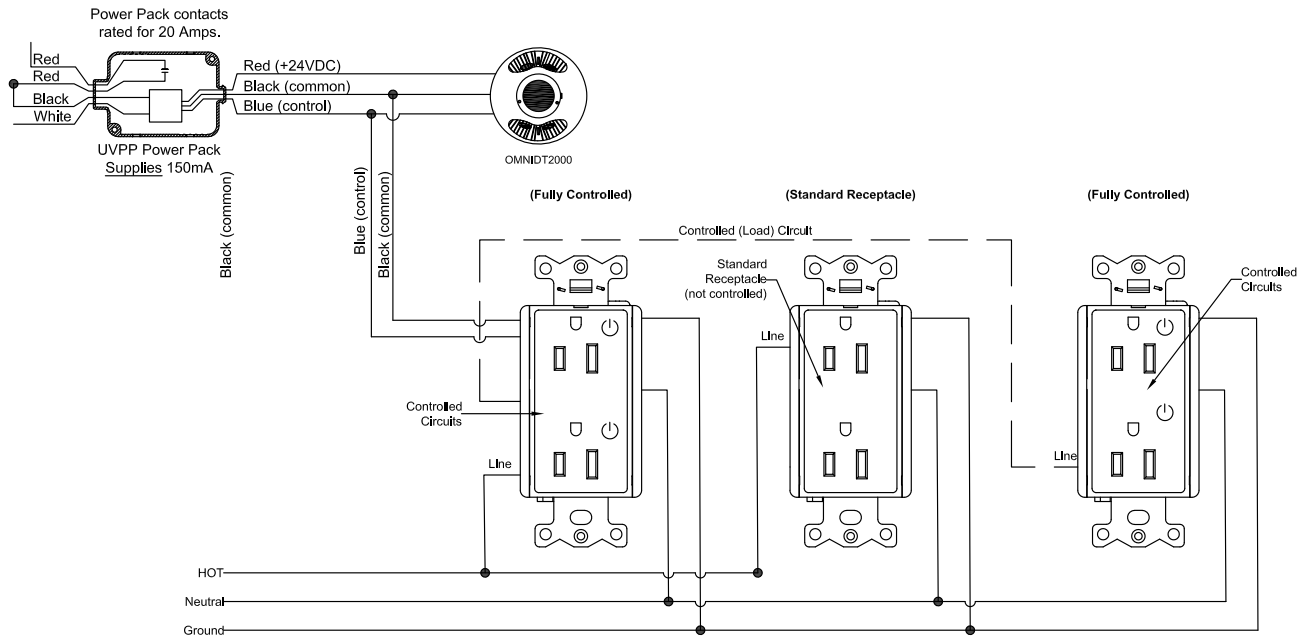 Power Pack contacts
rated for 20 Amps.
Red
Red
Black
White
Red (+24VDC)
Black (common)
Blue (control)
UVPP Power Pack
Supplies 150mA
OMNIDT2000
Black (common)
Blue (control)
Black (common)
(Fully Controlled)
(Standard Receptacle)
(Fully Controlled)
Controlled (Load) Circuit
Standard
Receptacle
(not controlled)
Controlled
Circuits
Line
Controlled
Circuits
Line
Line
HOT
Neutral
Ground